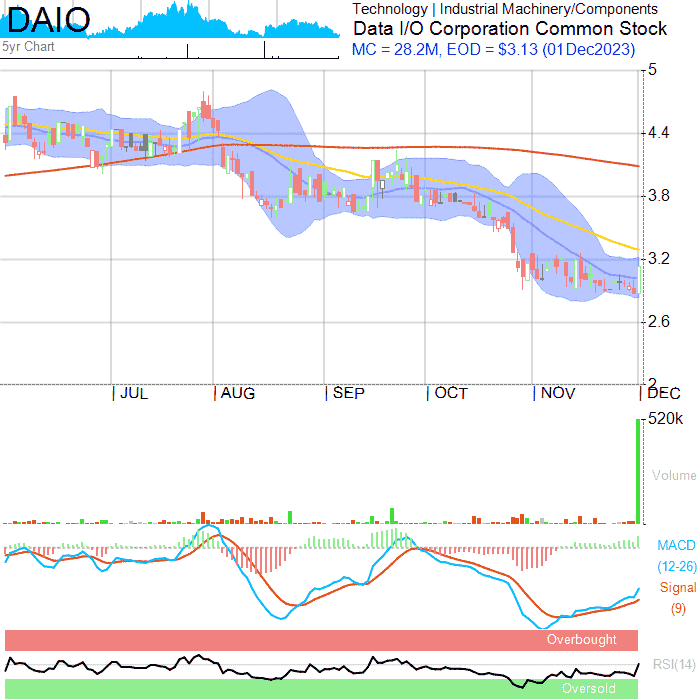 DAIO
5yr Chart
Technology | Industrial Machinery/Components
Data I/O Corporation Common Stock
MC = 28.2M, EOD = $3.13 (01Dec2023)
5
4.4
3.8
3.2
2.6
2
| JUL
| AUG
| SEP
| OCT
| NOV
| DEC
520k
Volume
MACD
(12-26)
Signal
(9)
Overbought
RSI(14)
Oversold